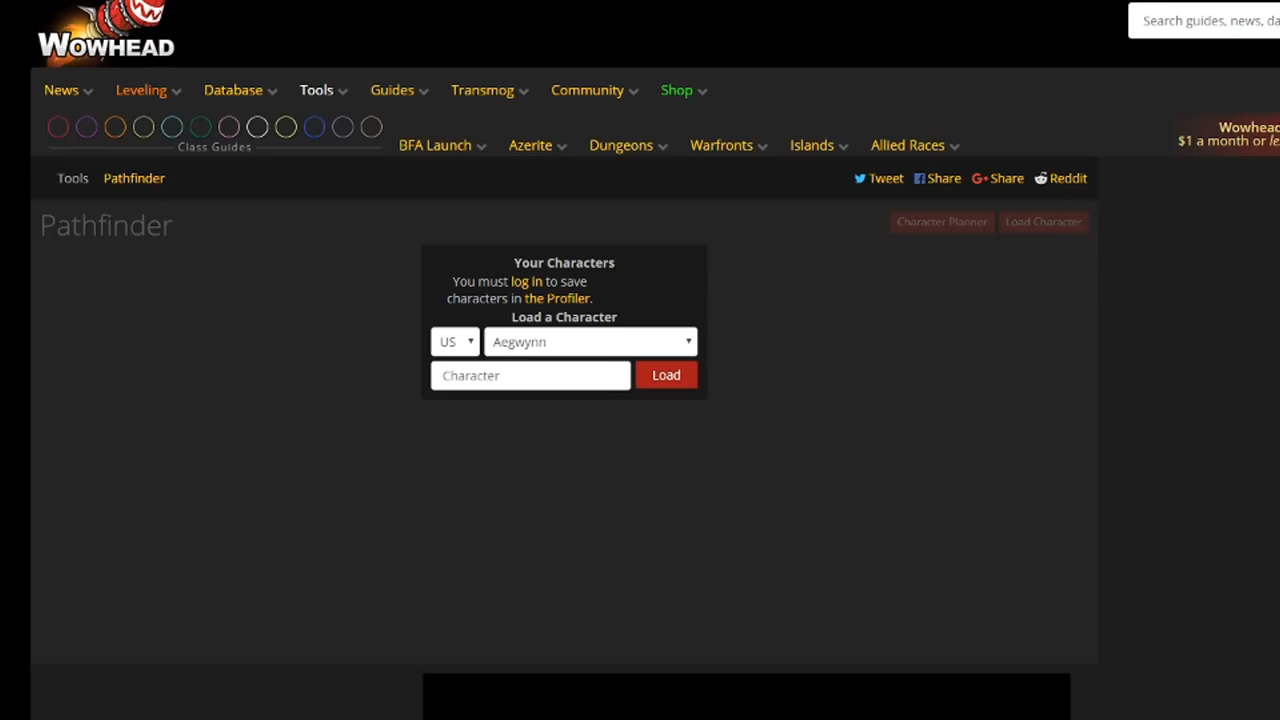 Search guides, news, da
WOWHEAD
News Leveling Database Tools Guides Transmog Community Shop
Class Guides
BFA Launch Azerite Dungeons Warfronts Islands Allied Races
Wowhead
$1 a month or le
Tools Pathfinder
Tweet Share G+ Share Reddit
Pathfinder
Character Planner Load Character
Your Characters
You must log in to save
characters in the Profiler.
Load a Character
US Aegwynn
Character Load